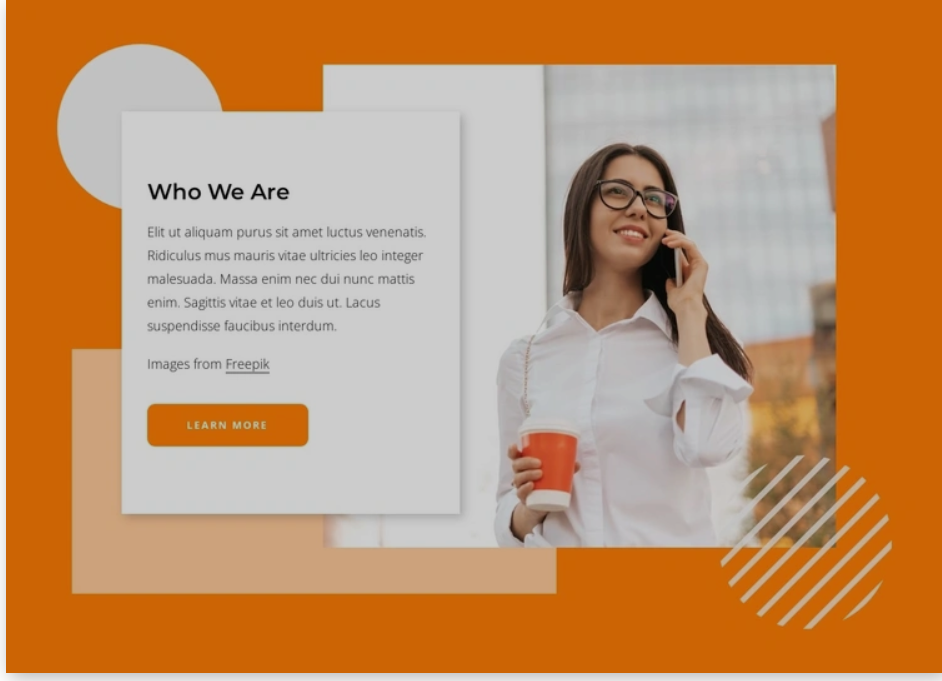 Who We Are
Elit ut aliquam purus sit amet luctus venenatis.
Ridiculus mus mauris vitae ultricies leo integer
malesuada. Massa enim nec dui nunc mattis
enim. Sagittis vitae et leo duis ut. Lacus
suspendisse faucibus interdum.
Images from Freepik
LEARN MORE